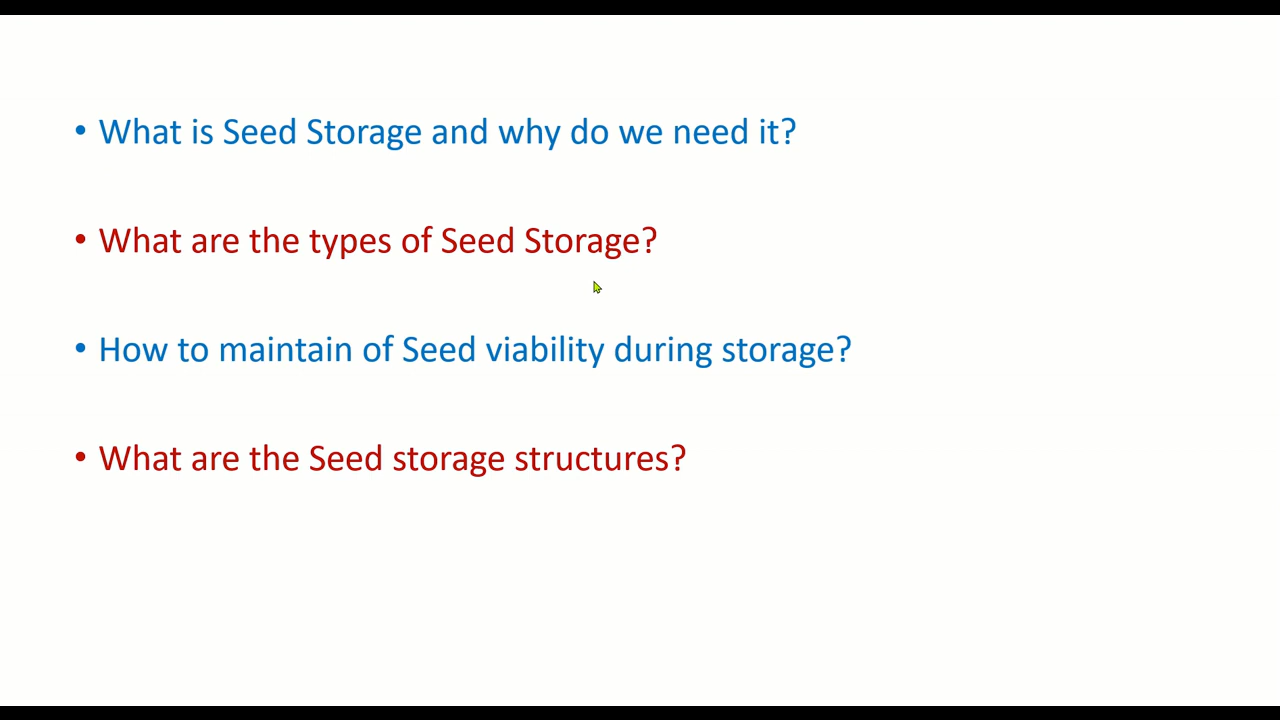 • What is Seed Storage and why do we need it?
• What are the types of Seed Storage?
• How to maintain of Seed viability during storage?
• What are the Seed storage structures?